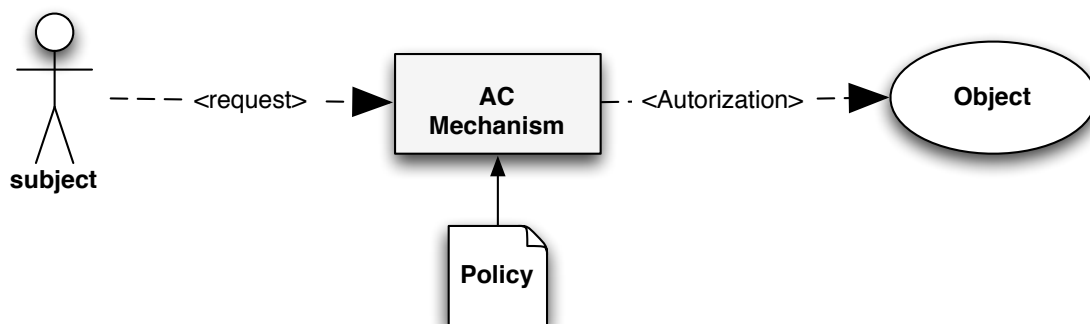 subject
<request>
AC
Mechanism
<Autorization>
Object
Policy